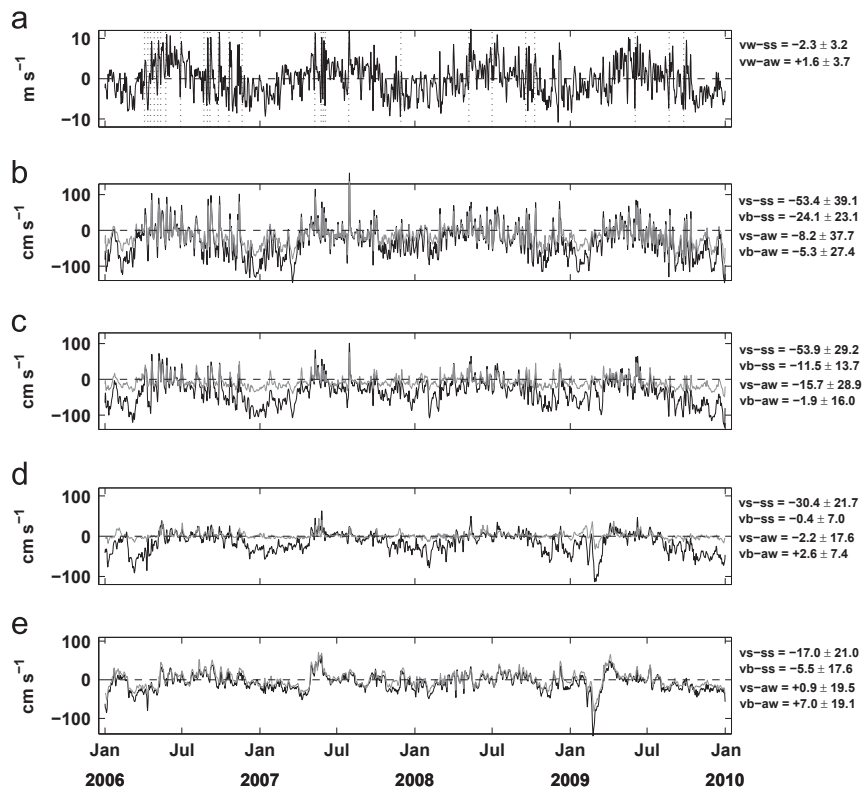 a
10
0
−10
m s⁻¹
vw−ss = −2.3 ± 3.2
vw−aw = +1.6 ± 3.7
b
100
0
−100
cm s⁻¹
vs−ss = −53.4 ± 39.1
vb−ss = −24.1 ± 23.1
vs−aw = −8.2 ± 37.7
vb−aw = −5.3 ± 27.4
c
100
0
−100
cm s⁻¹
vs−ss = −53.9 ± 29.2
vb−ss = −11.5 ± 13.7
vs−aw = −15.7 ± 28.9
vb−aw = −1.9 ± 16.0
d
100
0
−100
cm s⁻¹
vs−ss = −30.4 ± 21.7
vb−ss = −0.4 ± 7.0
vs−aw = −2.2 ± 17.6
vb−aw = +2.6 ± 7.4
e
100
0
−100
cm s⁻¹
vs−ss = −17.0 ± 21.0
vb−ss = −5.5 ± 17.6
vs−aw = +0.9 ± 19.5
vb−aw = +7.0 ± 19.1
Jan Jul Jan Jul Jan Jul Jan Jul Jan
2006 2007 2008 2009 2010